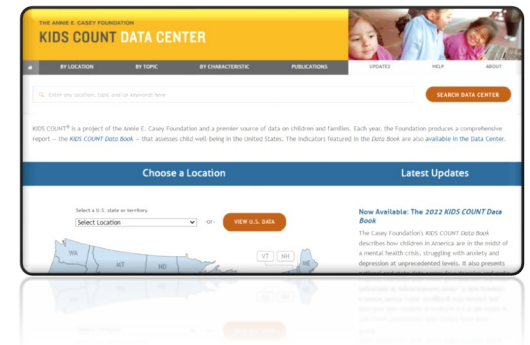 THE ANNIE E. CASEY FOUNDATION
KIDS COUNT DATA CENTER
BY LOCATION BY TOPIC BY CHARACTERISTIC PUBLICATIONS UPDATES HELP ABOUT
Enter any location, topic and/or keywords here
SEARCH DATA CENTER
KIDS COUNT® is a project of the Annie E. Casey Foundation and a premier source of data on children and families. Each year, the Foundation produces a comprehensive
report — the KIDS COUNT Data Book — that assesses child well-being in the United States. The indicators featured in the Data Book are also available in the Data Center.
Choose a Location
Latest Updates
Select a U.S. state or territory
Select Location -or- VIEW U.S. DATA
WA MT ND VT NH ME
Now Available: The 2022 KIDS COUNT Data
Book
The Casey Foundation's KIDS COUNT Data Book
describes how children in America are in the midst of
a mental health crisis, struggling with anxiety and
depression at unprecedented levels. It also presents